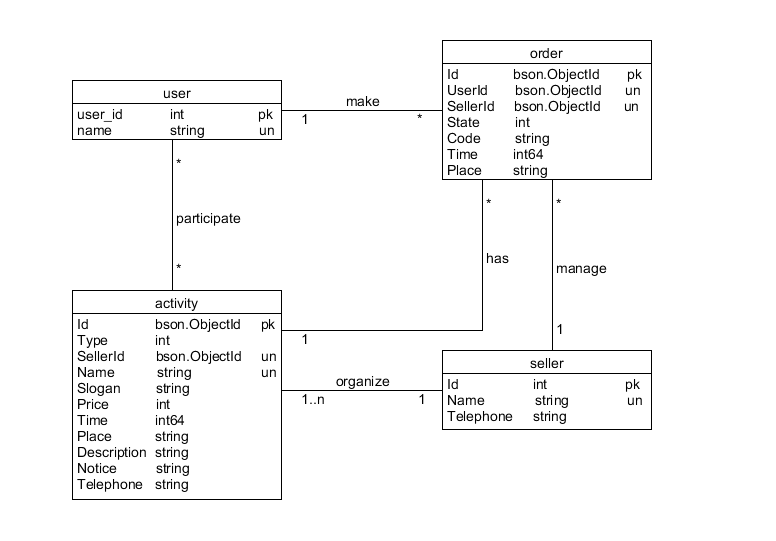 user
user_id int pk
name string un
make
1 *
order
Id bson.ObjectId pk
UserId bson.ObjectId un
SellerId bson.ObjectId un
State int
Code string
Time int64
Place string
*
participate
*
* *
has
manage
1
1
activity
Id bson.ObjectId pk
Type int
SellerId bson.ObjectId un
Name string un
Slogan string
Price int
Time int64
Place string
Description string
Notice string
Telephone string
organize
1..n 1
seller
Id int pk
Name string un
Telephone string